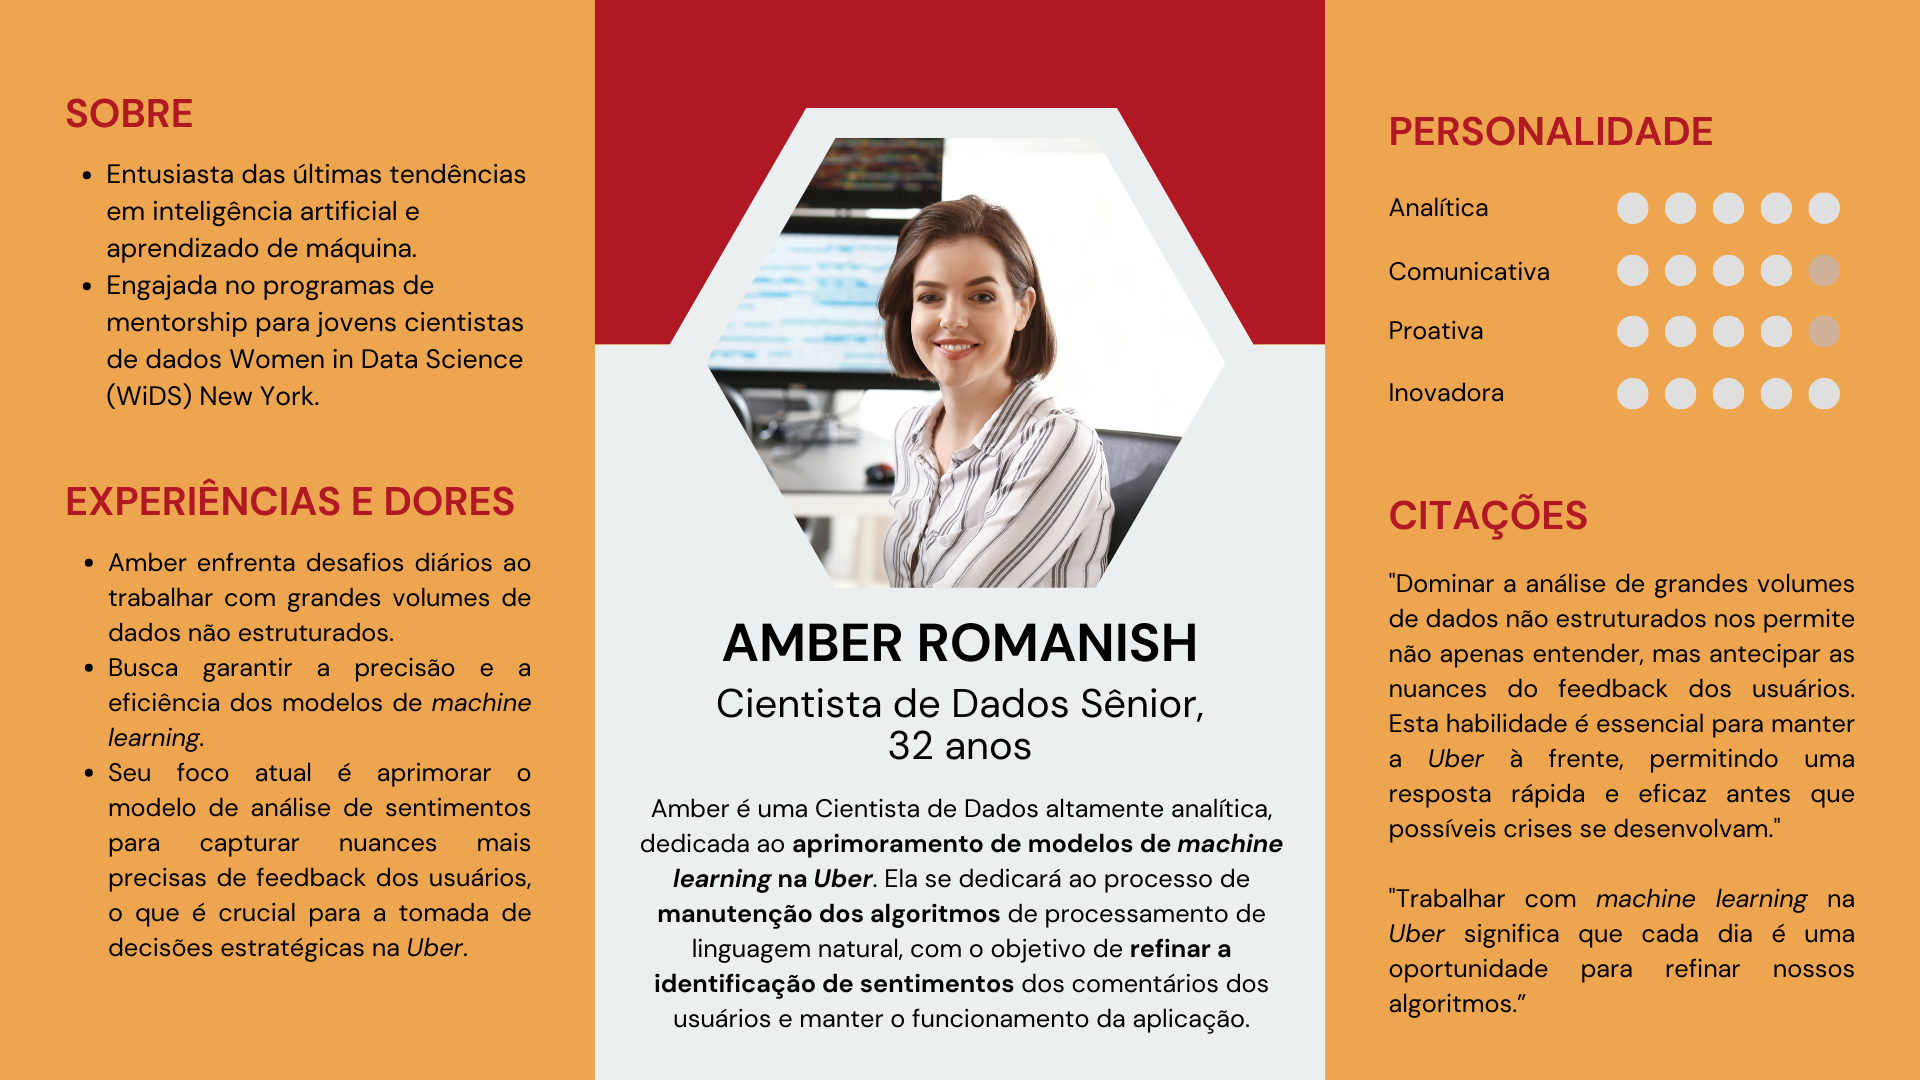 SOBRE
Entusiasta das últimas tendências
em inteligência artificial e
aprendizado de máquina.
Engajada no programas de
mentorship para jovens cientistas
de dados Women in Data Science
(WiDS) New York.
EXPERIÊNCIAS E DORES
Amber enfrenta desafios diários ao
trabalhar com grandes volumes de
dados não estruturados.
Busca garantir a precisão e a
eficiência dos modelos de machine
learning.
Seu foco atual é aprimorar o
modelo de análise de sentimentos
para capturar nuances mais
precisas de feedback dos usuários,
o que é crucial para a tomada de
decisões estratégicas na Uber.
AMBER ROMANISH
Cientista de Dados Sênior,
32 anos
Amber é uma Cientista de Dados altamente analítica,
dedicada ao aprimoramento de modelos de machine
learning na Uber. Ela se dedicará ao processo de
manutenção dos algoritmos de processamento de
linguagem natural, com o objetivo de refinar a
identificação de sentimentos dos comentários dos
usuários e manter o funcionamento da aplicação.
PERSONALIDADE
Analítica
Comunicativa
Proativa
Inovadora
CITAÇÕES
"Dominar a análise de grandes volumes
de dados não estruturados nos permite
não apenas entender, mas antecipar as
nuances do feedback dos usuários.
Esta habilidade é essencial para manter
a Uber à frente, permitindo uma
resposta rápida e eficaz antes que
possíveis crises se desenvolvam."
"Trabalhar com machine learning na
Uber significa que cada dia é uma
oportunidade para refinar nossos
algoritmos.”